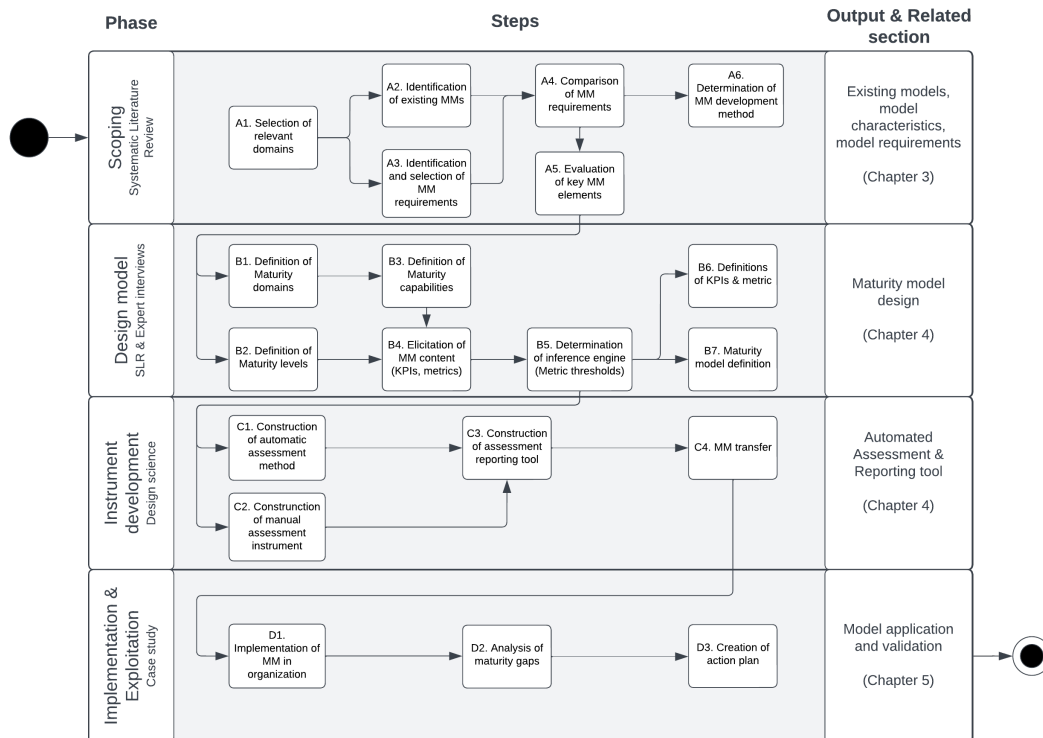 Phase
Steps
Output & Related
section
Scoping
Systematic Literature
Review
A1. Selection of
relevant
domains
A2. Identification
of existing MMs
A3. Identification
and selection of
MM
requirements
A4. Comparison
of MM
requirements
A5. Evaluation
of key MM
elements
A6.
Determination of
MM development
method
Existing models,
model
characteristics,
model requirements
(Chapter 3)
Design model
SLR & Expert interviews
B1. Definition of
Maturity
domains
B2. Definition of
Maturity levels
B3. Definition of
Maturity
capabilities
B4. Elicitation of
MM content
(KPIs, metrics)
B5. Determination
of inference engine
(Metric thresholds)
B6. Definitions
of KPIs & metric
B7. Maturity
model definition
Maturity model
design
(Chapter 4)
Instrument
development
Design science
C1. Construction
of automatic
assessment
method
C2. Construnction
of manual
assessment
instrument
C3. Construction
of assessment
reporting tool
C4. MM transfer
Automated
Assessment &
Reporting tool
(Chapter 4)
Implementation &
Exploitation
Case study
D1.
Implementation of
MM in
organization
D2. Analysis of
maturity gaps
D3. Creation of
action plan
Model application
and validation
(Chapter 5)